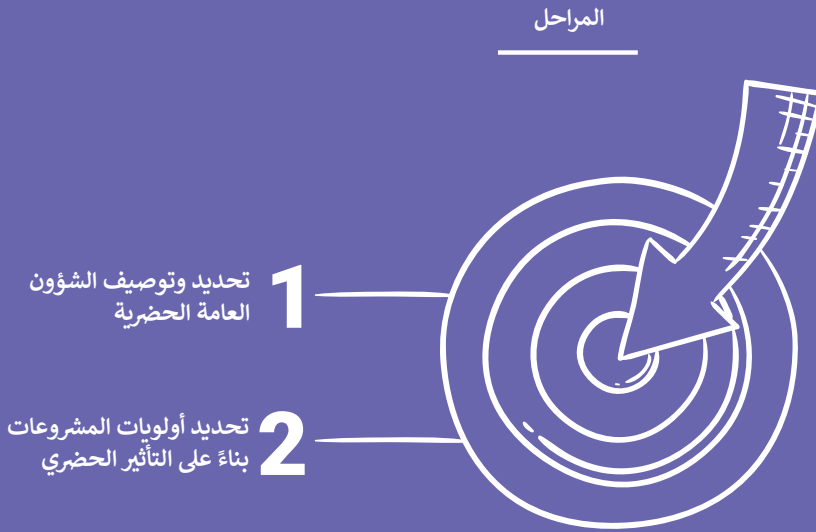 المراحل
1 تحديد وتوصيف الشؤون
العامة الحضرية
2 تحديد أولويات المشروعات
بناءً على التأثير الحضري